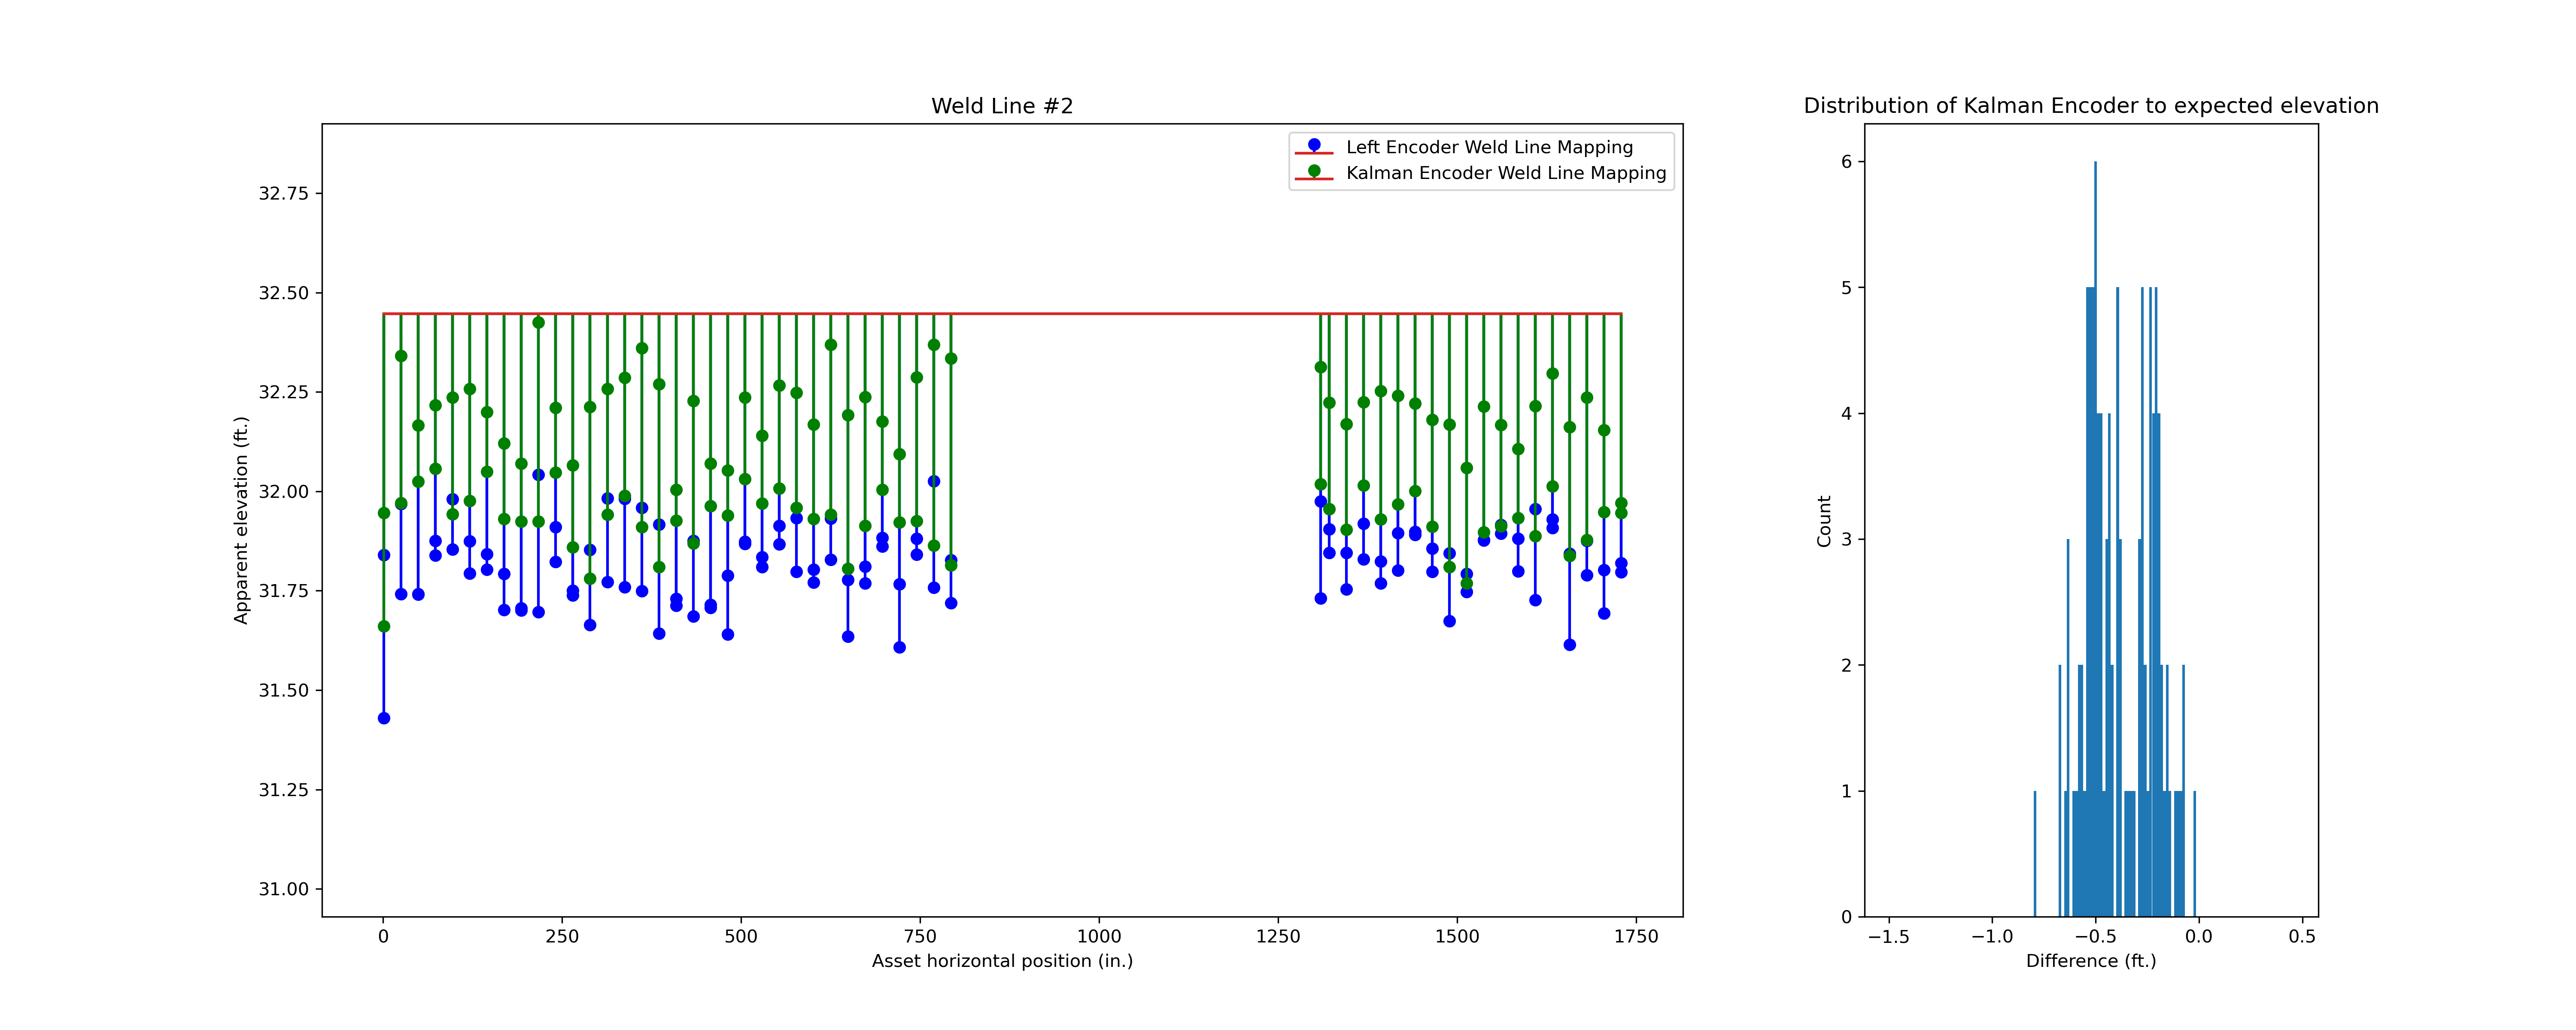 Weld Line #2
Left Encoder Weld Line Mapping
Kalman Encoder Weld Line Mapping
32.75
32.50
32.25
32.00
31.75
31.50
31.25
31.00
Apparent elevation (ft.)
0 250 500 750 1000 1250 1500 1750
Asset horizontal position (in.)
Distribution of Kalman Encoder to expected elevation
6
5
4
3
2
1
0
Count
−1.5 −1.0 −0.5 0.0 0.5
Difference (ft.)